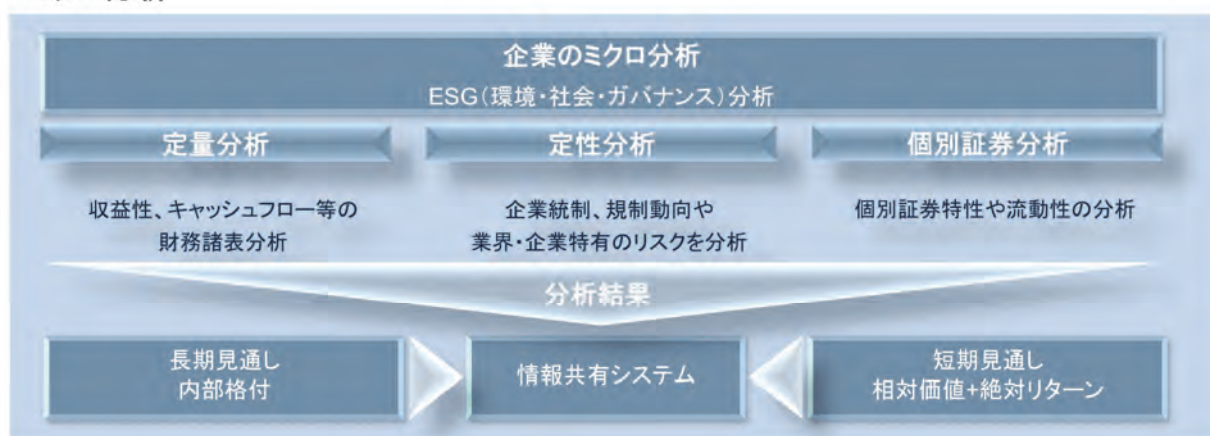 企業のミクロ分析
ESG(環境・社会・ガバナンス)分析
定量分析
定性分析
個別証券分析
収益性、キャッシュフロー等の
財務諸表分析
企業統制、規制動向や
業界・企業特有のリスクを分析
個別証券特性や流動性の分析
分析結果
長期見通し
内部格付
情報共有システム
短期見通し
相対価値+絶対リターン